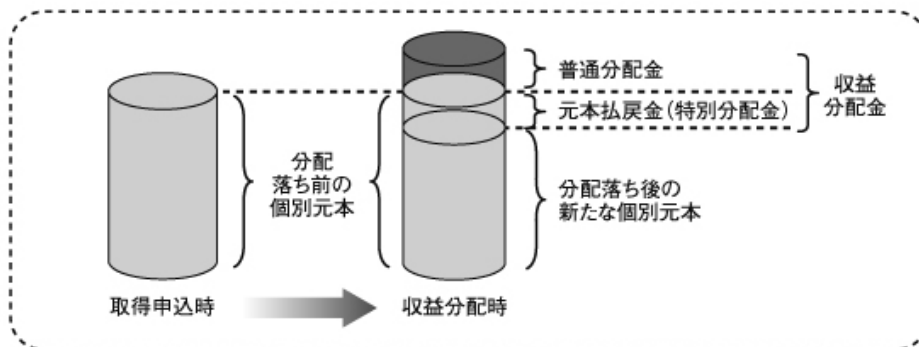 普通分配金
収益
分配金
元本払戻金(特別分配金)
分配
落ち前の
個別元本
分配落ち後の
新たな個別元本
取得申込時
収益分配時